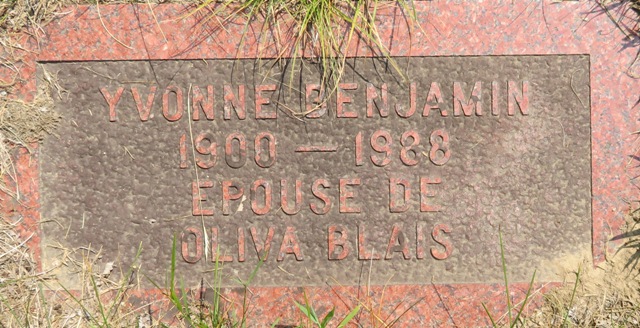 YVONNE BENJAMIN
1900 — 1988
EPOUSE DE
OLIVA BLAIS